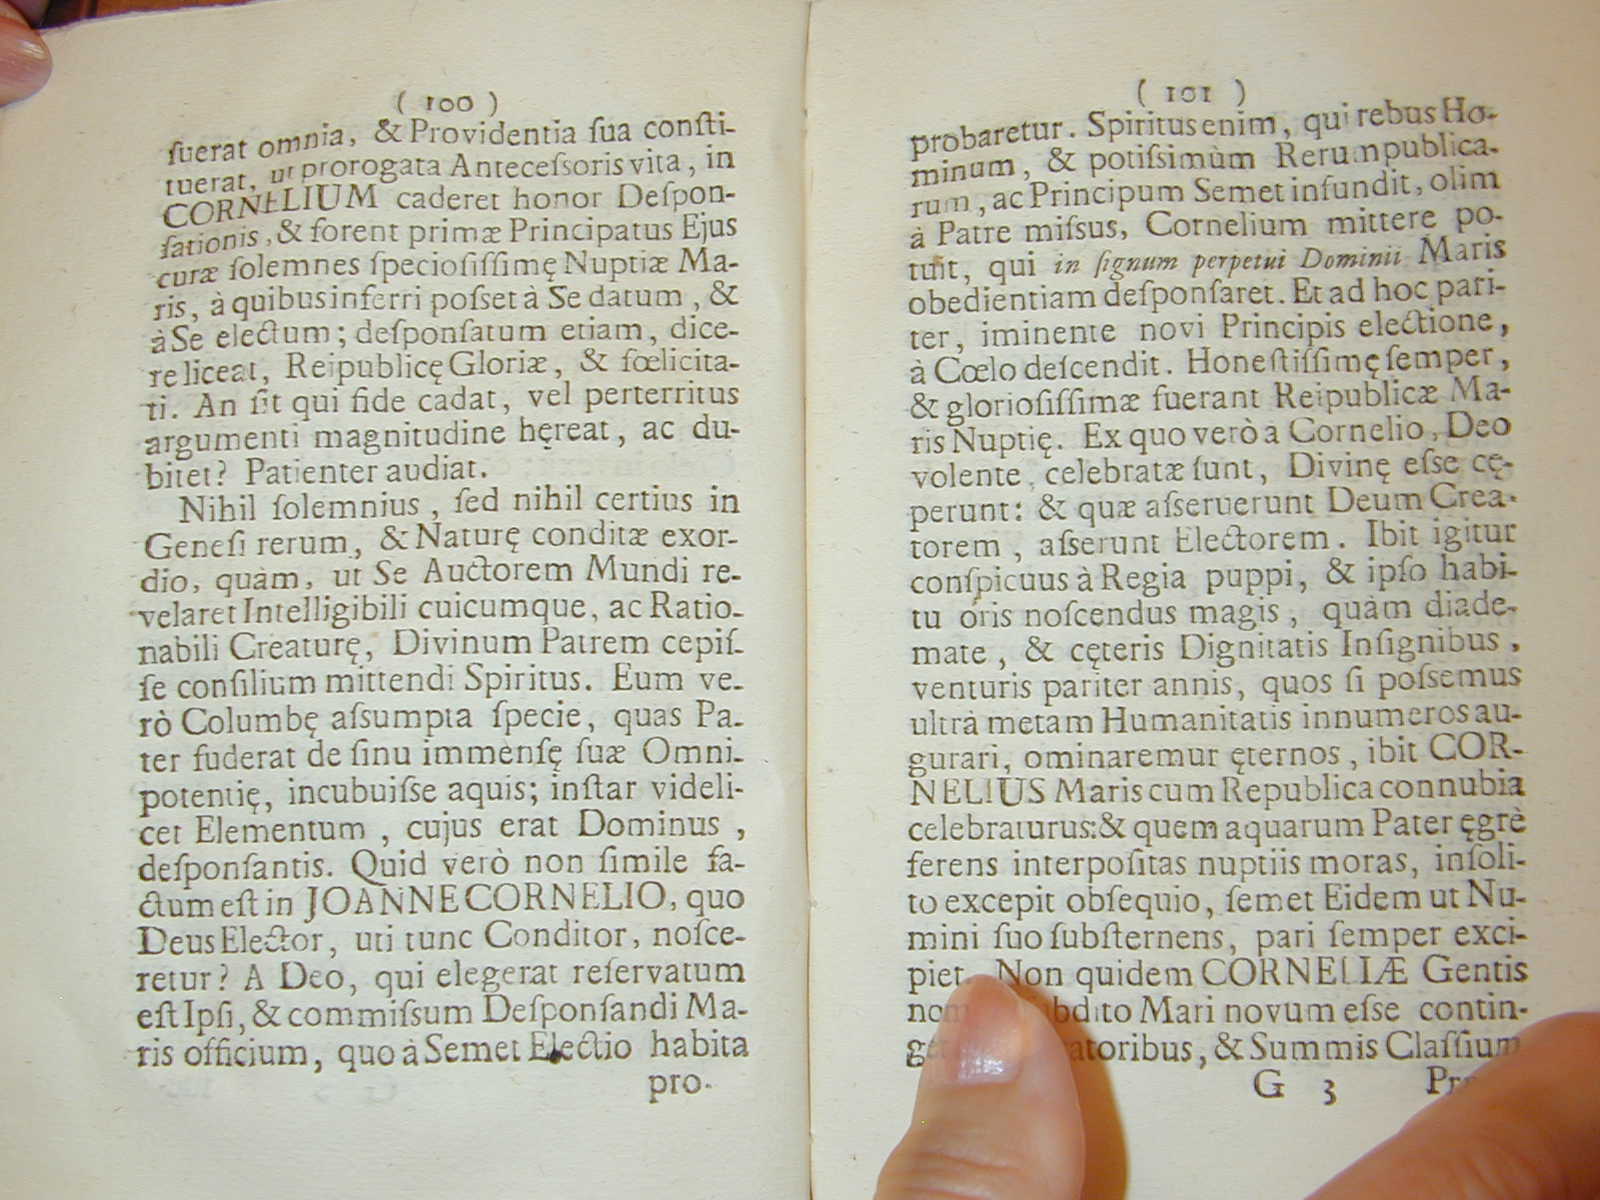 ( 100 )
fuerat omnia, & Providentia ſua conſti-
tuerat, ut prorogata Anteceſsoris vita, in
CORNELIUM caderet honor Deſpon-
ſationis, & forent primæ Principatus Ejus
curæ ſolemnes ſpecioſiſſimę Nuptiæ Ma-
ris, à quibus inferri poſset à Se datum, &
à Se electum; deſponſatum etiam, dice-
re liceat, Reipublicę Gloriæ, & fœlicita-
ti. An ſit qui fide cadat, vel perterritus
argumenti magnitudine hęreat, ac du-
bitet? Patienter audiat.
Nihil ſolemnius, ſed nihil certius in
Geneſi rerum, & Naturę conditæ exor-
dio, quàm, ut Se Auctorem Mundi re-
velaret Intelligibili cuicumque, ac Ratio-
nabili Creaturę, Divinum Patrem cepiſ-
ſe conſilium mittendi Spiritus. Eum ve-
rò Columbę aſsumpta ſpecie, quas Pa-
ter fuderat de ſinu immenſę ſuæ Omni-
potentię, incubuiſse aquis; inſtar videli-
cet Elementum, cujus erat Dominus,
deſponſantis. Quid verò non ſimile fa-
ctum eſt in JOANNE CORNELIO, quo
Deus Elector, uti tunc Conditor, noſce-
retur? A Deo, qui elegerat reſervatum
eſt Ipſi, & commiſsum Deſponſandi Ma-
ris officium, quo à Semet Electio habita
pro-
( 101 )
probaretur. Spiritus enim, qui rebus Ho-
minum, & potiſsimùm Rerumpublica-
rum, ac Principum Semet infundit, olim
à Patre miſsus, Cornelium mittere po-
tuit, qui in ſignum perpetui Dominii Maris
obedientiam deſponſaret. Et ad hoc pari-
ter, iminente novi Principis electione,
à Cœlo deſcendit. Honeſtiſſimę ſemper,
& glorioſiſſimæ fuerant Reipublicæ Ma-
ris Nuptię. Ex quo verò a Cornelio, Deo
volente, celebratæ ſunt, Divinę eſse cę-
perunt: & quæ aſseruerunt Deum Crea-
torem, aſserunt Electorem. Ibit igitur
conſpicuus à Regia puppi, & ipſo habi-
tu oris noſcendus magis, quàm diade-
mate, & cęteris Dignitatis Inſignibus,
venturis pariter annis, quos ſi poſsemus
ultrà metam Humanitatis innumeros au-
gurari, ominaremur ęternos, ibit COR-
NELIUS Maris cum Republica connubia
celebraturus: & quem aquarum Pater ęgrè
ferens interpoſitas nuptiis moras, inſoli-
to excepit obſequio, ſemet Eidem ut Nu-
mini ſuo ſubſternens, pari ſemper exci-
piet. Non quidem CORNELIÆ Gentis
Mari novum eſse contin-
& Summis Claſſium
G 3